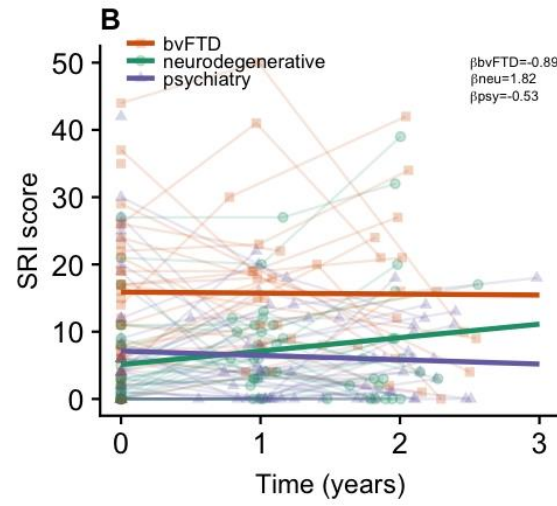 B
bvFTD
neurodegenerative
psychiatry
βbvFTD=-0.89
βneu=1.82
βpsy=-0.53
SRI score
50
40
30
20
10
0
0 1 2 3
Time (years)